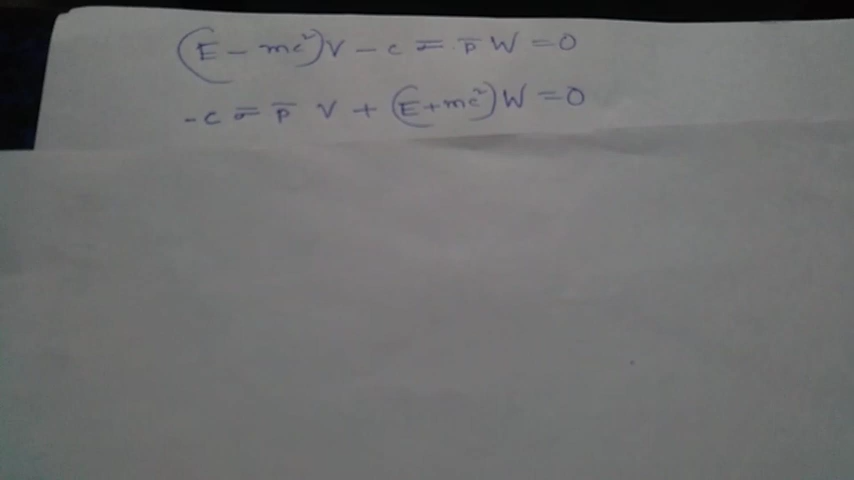 (E - mc²)V - c σ̄ p̄ W = 0
-c σ̄ p̄ V + (E + mc²)W = 0